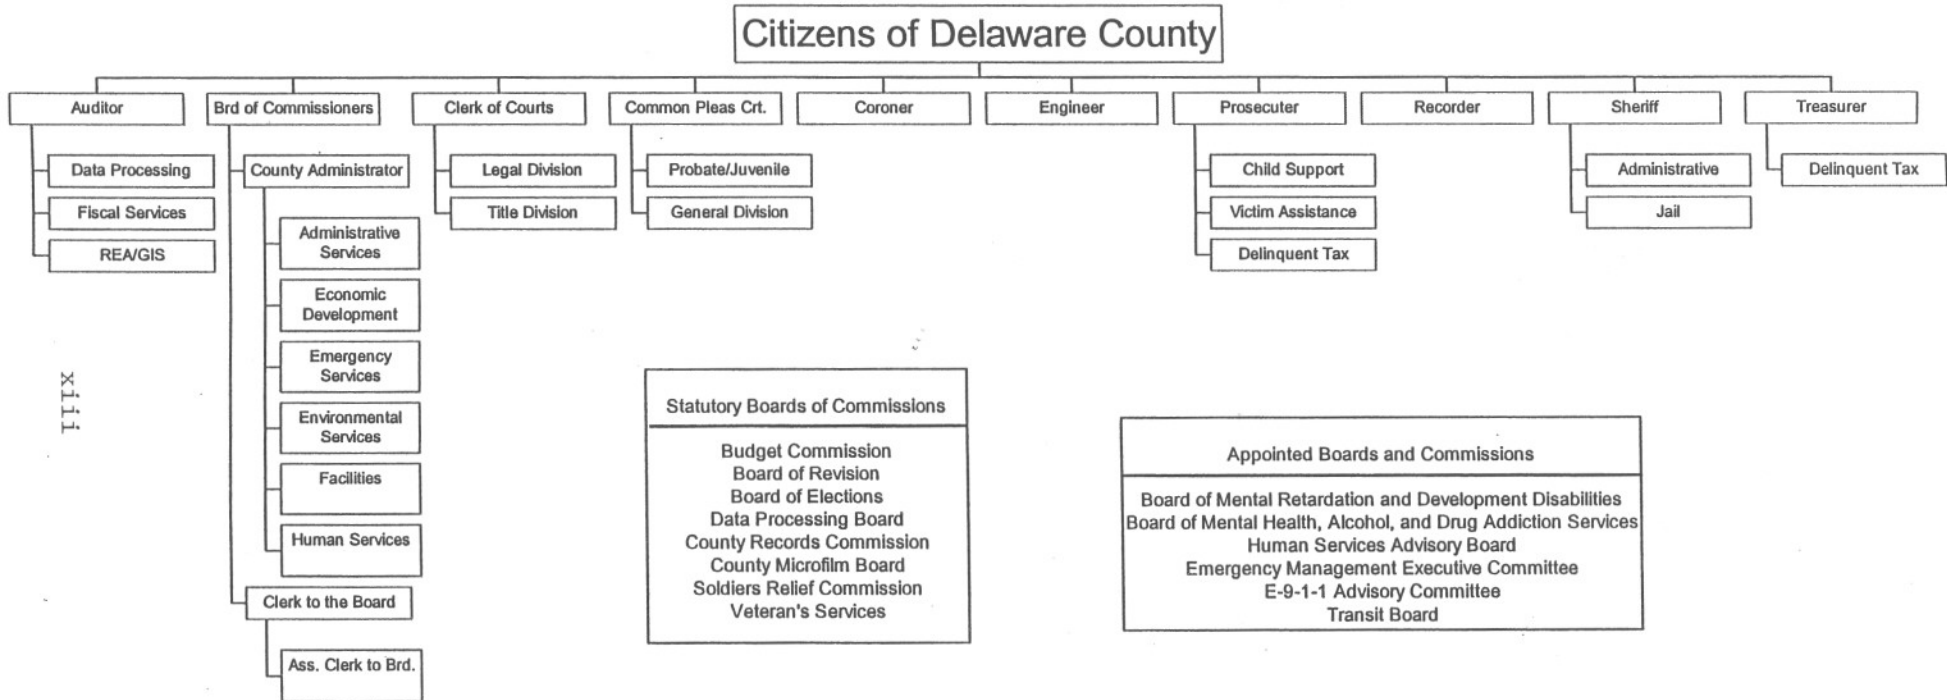 Citizens of Delaware County
Auditor
Brd of Commissioners
Clerk of Courts
Common Pleas Crt.
Coroner
Engineer
Prosecuter
Recorder
Sheriff
Treasurer
Data Processing
Fiscal Services
REA/GIS
County Administrator
Administrative
Services
Economic
Development
Emergency
Services
Environmental
Services
Facilities
Human Services
Clerk to the Board
Ass. Clerk to Brd.
Legal Division
Title Division
Probate/Juvenile
General Division
Child Support
Victim Assistance
Delinquent Tax
Administrative
Jail
Delinquent Tax
xiii
Statutory Boards of Commissions
Budget Commission
Board of Revision
Board of Elections
Data Processing Board
County Records Commission
County Microfilm Board
Soldiers Relief Commission
Veteran's Services
Appointed Boards and Commissions
Board of Mental Retardation and Development Disabilities
Board of Mental Health, Alcohol, and Drug Addiction Services
Human Services Advisory Board
Emergency Management Executive Committee
E-9-1-1 Advisory Committee
Transit Board